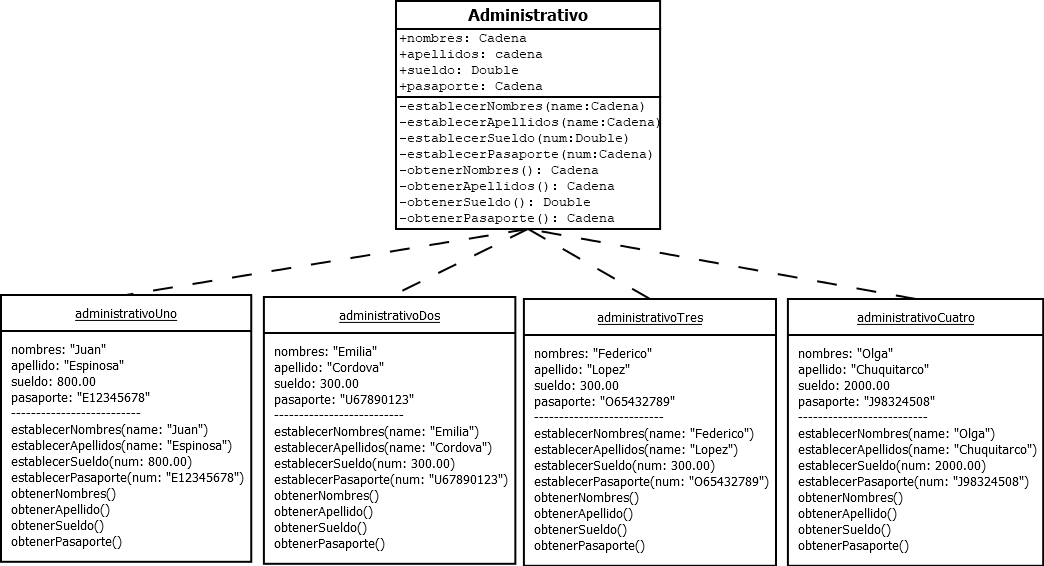 Administrativo
+nombres: Cadena
+apellidos: cadena
+sueldo: Double
+pasaporte: Cadena
-establecerNombres(name:Cadena)
-establecerApellidos(name:Cadena)
-establecerSueldo(num:Double)
-establecerPasaporte(num:Cadena)
-obtenerNombres(): Cadena
-obtenerApellidos(): Cadena
-obtenerSueldo(): Double
-obtenerPasaporte(): Cadena
administrativoUno
nombres: "Juan"
apellido: "Espinosa"
sueldo: 800.00
pasaporte: "E12345678"
--------------------------
establecerNombres(name: "Juan")
establecerApellidos(name: "Espinosa")
establecerSueldo(num: 800.00)
establecerPasaporte(num: "E12345678")
obtenerNombres()
obtenerApellido()
obtenerSueldo()
obtenerPasaporte()
administrativoDos
nombres: "Emilia"
apellido: "Cordova"
sueldo: 300.00
pasaporte: "U67890123"
--------------------------
establecerNombres(name: "Emilia")
establecerApellidos(name: "Cordova")
establecerSueldo(num: 300.00)
establecerPasaporte(num: "U67890123")
obtenerNombres()
obtenerApellido()
obtenerSueldo()
obtenerPasaporte()
administrativoTres
nombres: "Federico"
apellido: "Lopez"
sueldo: 300.00
pasaporte: "O65432789"
--------------------------
establecerNombres(name: "Federico")
establecerApellidos(name: "Lopez")
establecerSueldo(num: 300.00)
establecerPasaporte(num: "O65432789")
obtenerNombres()
obtenerApellido()
obtenerSueldo()
obtenerPasaporte()
administrativoCuatro
nombres: "Olga"
apellido: "Chuquitarco"
sueldo: 2000.00
pasaporte: "J98324508"
--------------------------
establecerNombres(name: "Olga")
establecerApellidos(name: "Chuquitarco")
establecerSueldo(num: 2000.00)
establecerPasaporte(num: "J98324508")
obtenerNombres()
obtenerApellido()
obtenerSueldo()
obtenerPasaporte()